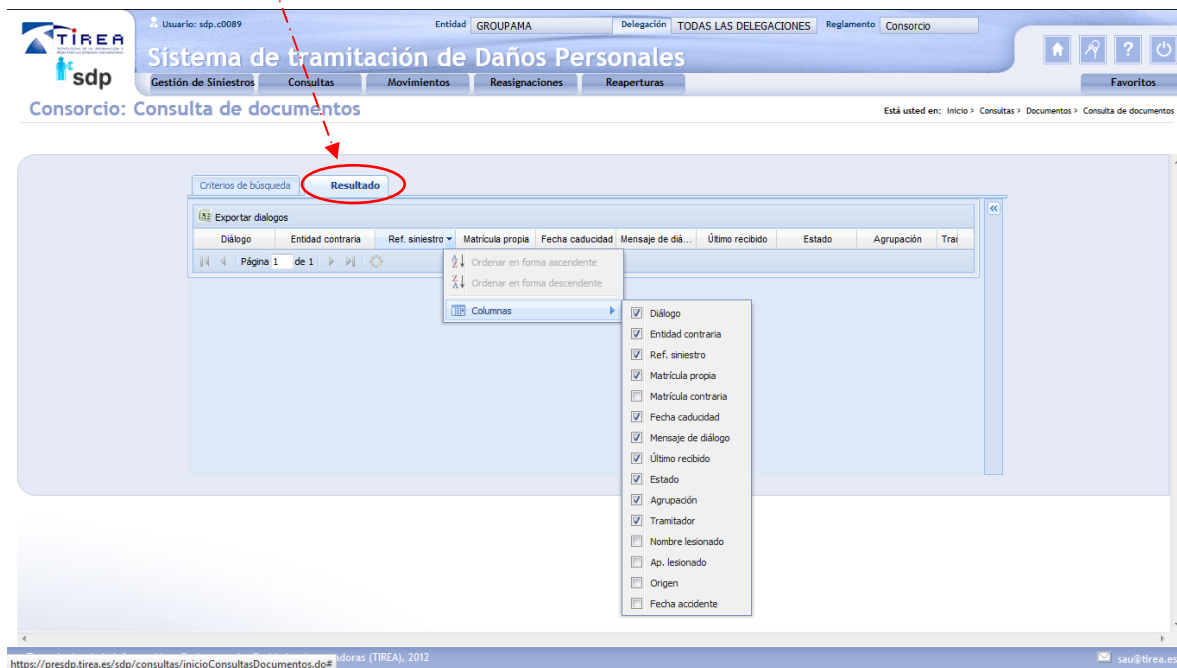 Usuario: sdp.c0089 Entidad GROUPAMA Delegación TODAS LAS DELEGACIONES Reglamento Consorcio
TIREA
sdp
Sistema de tramitación de Daños Personales
?
Gestión de Siniestros Consultas Movimientos Reasignaciones Reaperturas Favoritos
Consorcio: Consulta de documentos
Está usted en: Inicio > Consultas > Documentos > Consulta de documentos
Criterios de búsqueda Resultado
Exportar dialogos
«
Diálogo Entidad contraria Ref. siniestro Matrícula propia Fecha caducidad Mensaje de diá... Último recibido Estado Agrupación Tra
Página 1 de 1
Ordenar en forma ascendente
Ordenar en forma descendente
Columnas
Diálogo
Entidad contraria
Ref. siniestro
Matrícula propia
Matrícula contraria
Fecha caducidad
Mensaje de diálogo
Último recibido
Estado
Agrupación
Tramitador
Nombre lesionado
Ap. lesionado
Origen
Fecha accidente
adoras (TIREA), 2012
sau@tirea.es
https://presdp.tirea.es/sdp/consultas/inicioConsultasDocumentos.do#